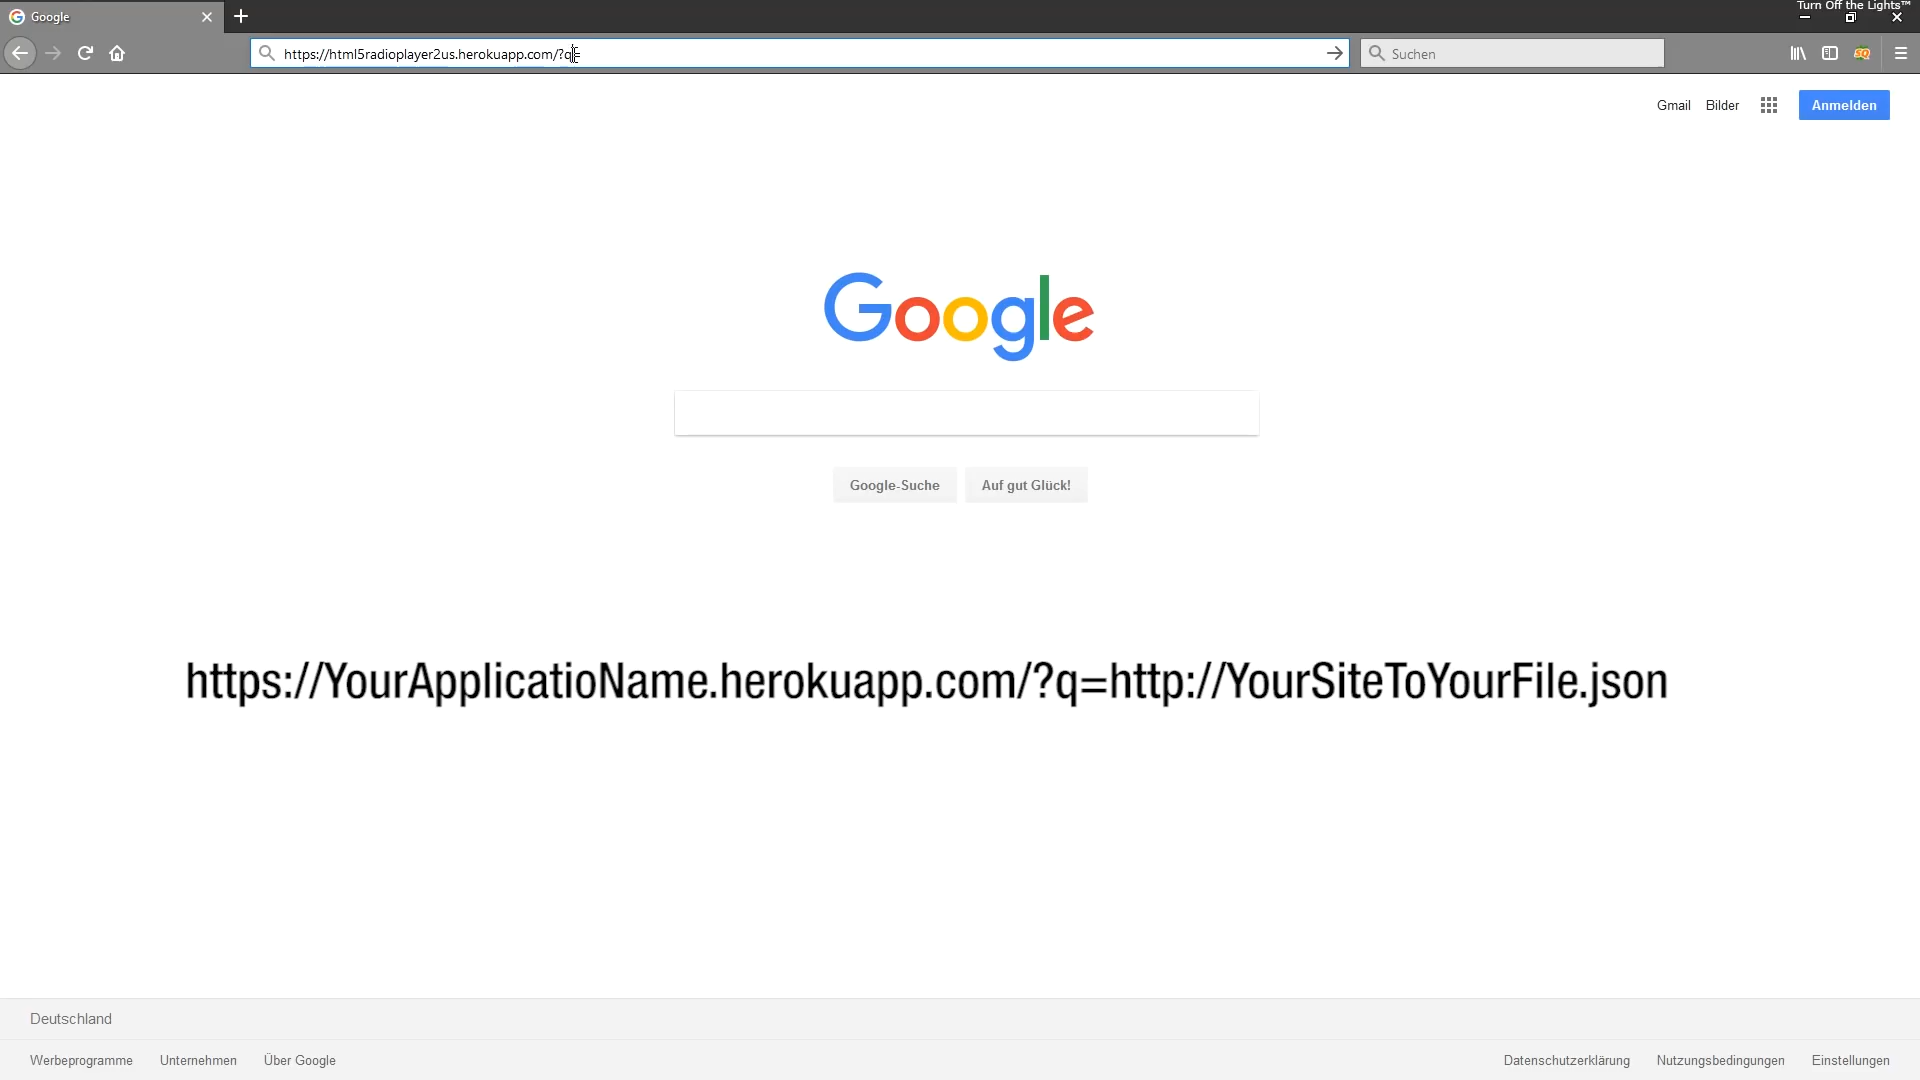 Google
Turn Off the Lights™
https://html5radioplayer2us.herokuapp.com/?q=
Suchen
Gmail Bilder Anmelden
Google
Google-Suche Auf gut Glück!
https://YourApplicatioName.herokuapp.com/?q=http://YourSiteToYourFile.json
Deutschland
Werbeprogramme Unternehmen Über Google Datenschutzerklärung Nutzungsbedingungen Einstellungen